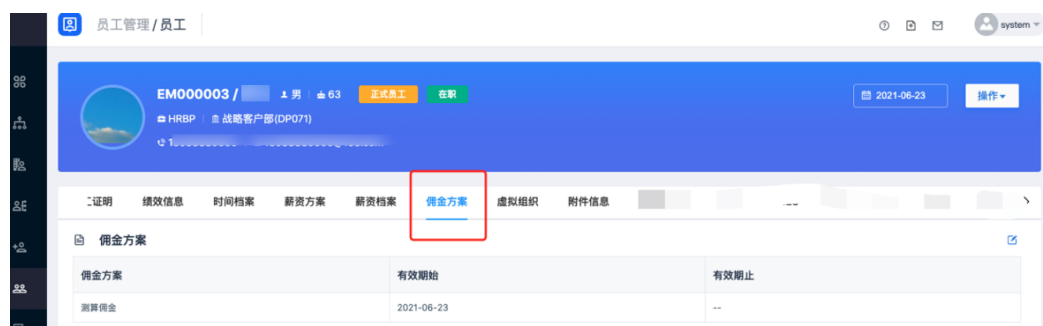 员工管理 / 员工
system
EM000003 /
男
63
正式员工
在职
2021-06-23
操作
HRBP
战略客户部(DP071)
证明
绩效信息
时间档案
薪资方案
薪资档案
佣金方案
虚拟组织
附件信息
佣金方案
佣金方案
有效期始
有效期止
测算佣金
2021-06-23
--